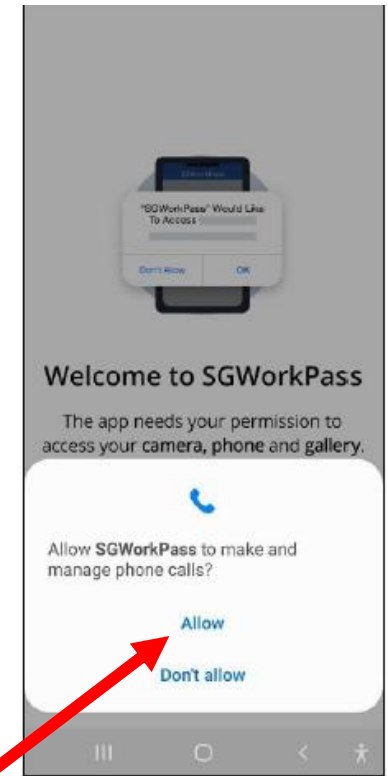 "SGWorkPass" Would Like
To Access
Don't Allow OK
Welcome to SGWorkPass
The app needs your permission to
access your camera, phone and gallery.
Allow SGWorkPass to make and
manage phone calls?
Allow
Don't allow